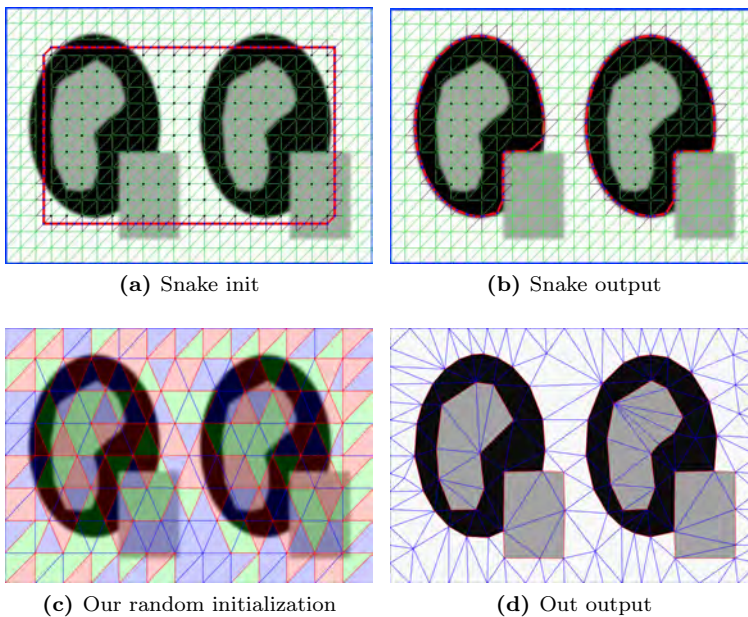 (a) Snake init
(b) Snake output
(c) Our random initialization
(d) Out output